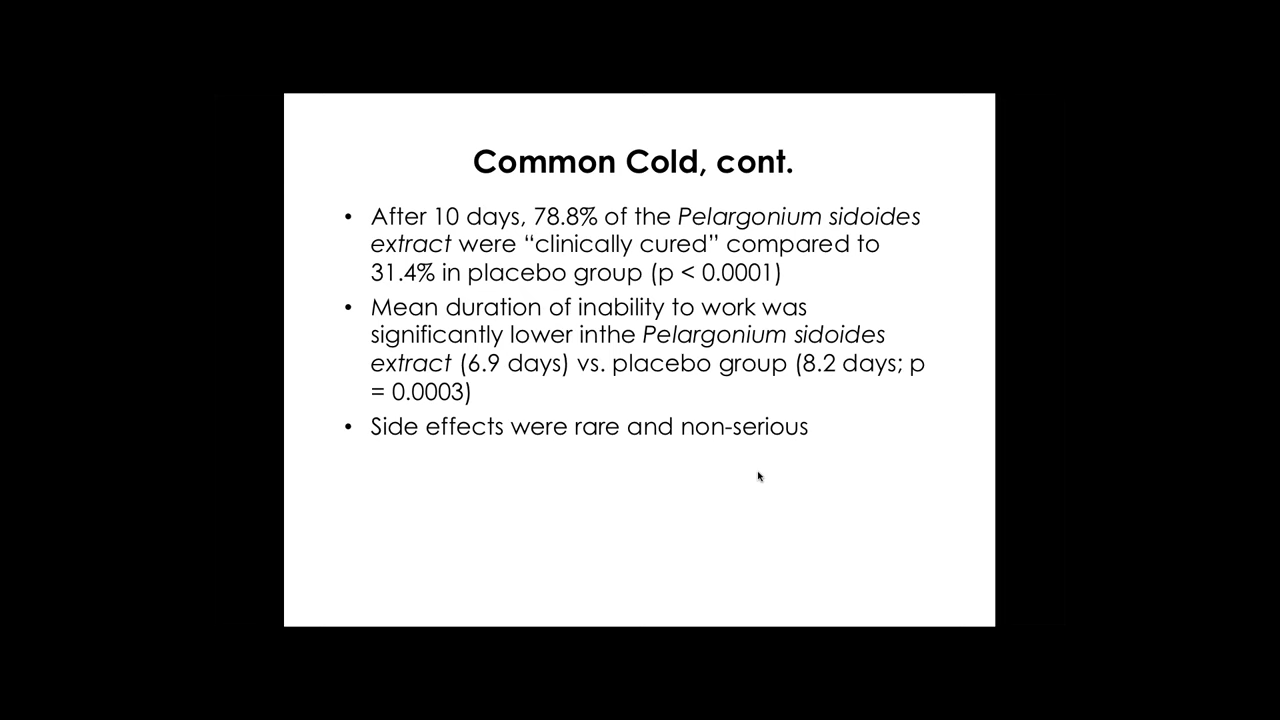 Common Cold, cont.
• After 10 days, 78.8% of the Pelargonium sidoides
extract were “clinically cured” compared to
31.4% in placebo group (p < 0.0001)
• Mean duration of inability to work was
significantly lower inthe Pelargonium sidoides
extract (6.9 days) vs. placebo group (8.2 days; p
= 0.0003)
• Side effects were rare and non-serious